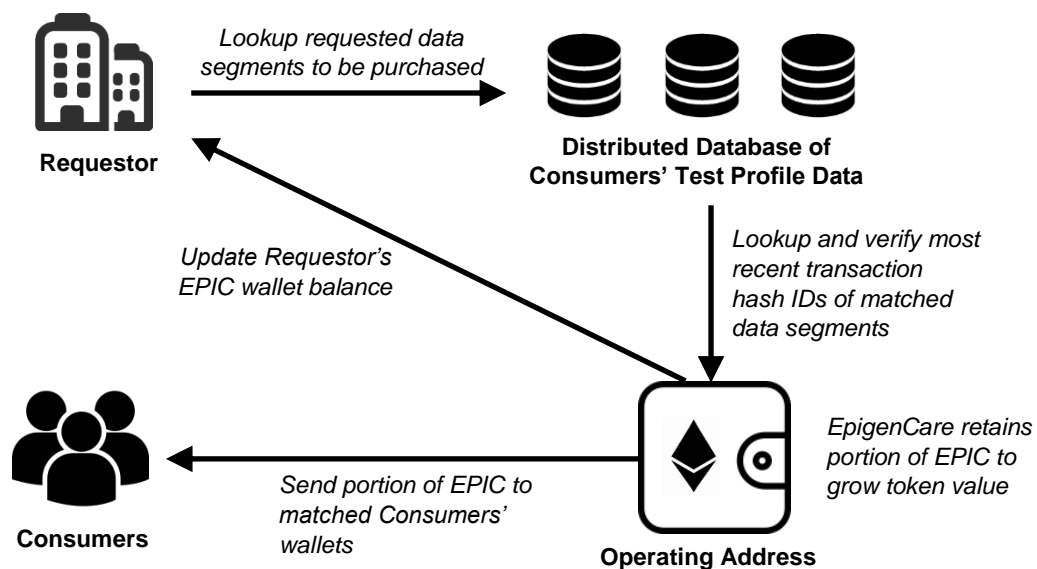 Lookup requested data
segments to be purchased
Requestor
Distributed Database of
Consumers' Test Profile Data
Update Requestor's
EPIC wallet balance
Lookup and verify most
recent transaction
hash IDs of matched
data segments
EpigenCare retains
portion of EPIC to
grow token value
Send portion of EPIC to
matched Consumers'
wallets
Consumers
Operating Address